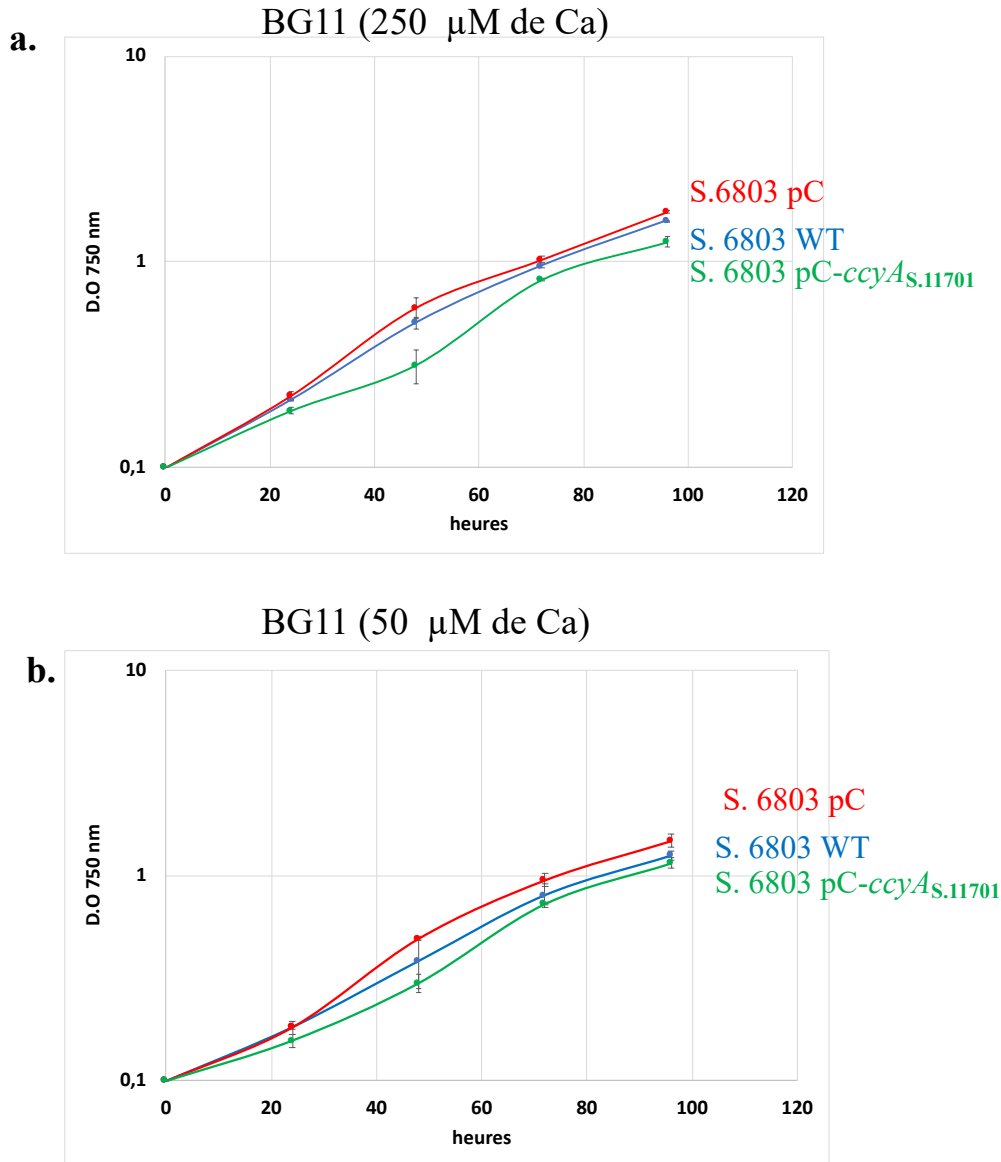 BG11 (250 µM de Ca)
a.
10
1
0,1
D.O 750 nm
S.6803 pC
S. 6803 WT
S. 6803 pC-ccyAS.11701
0 20 40 60 80 100 120
heures
BG11 (50 µM de Ca)
b.
10
1
0,1
D.O 750 nm
S. 6803 pC
S. 6803 WT
S. 6803 pC-ccyAS.11701
0 20 40 60 80 100 120
heures